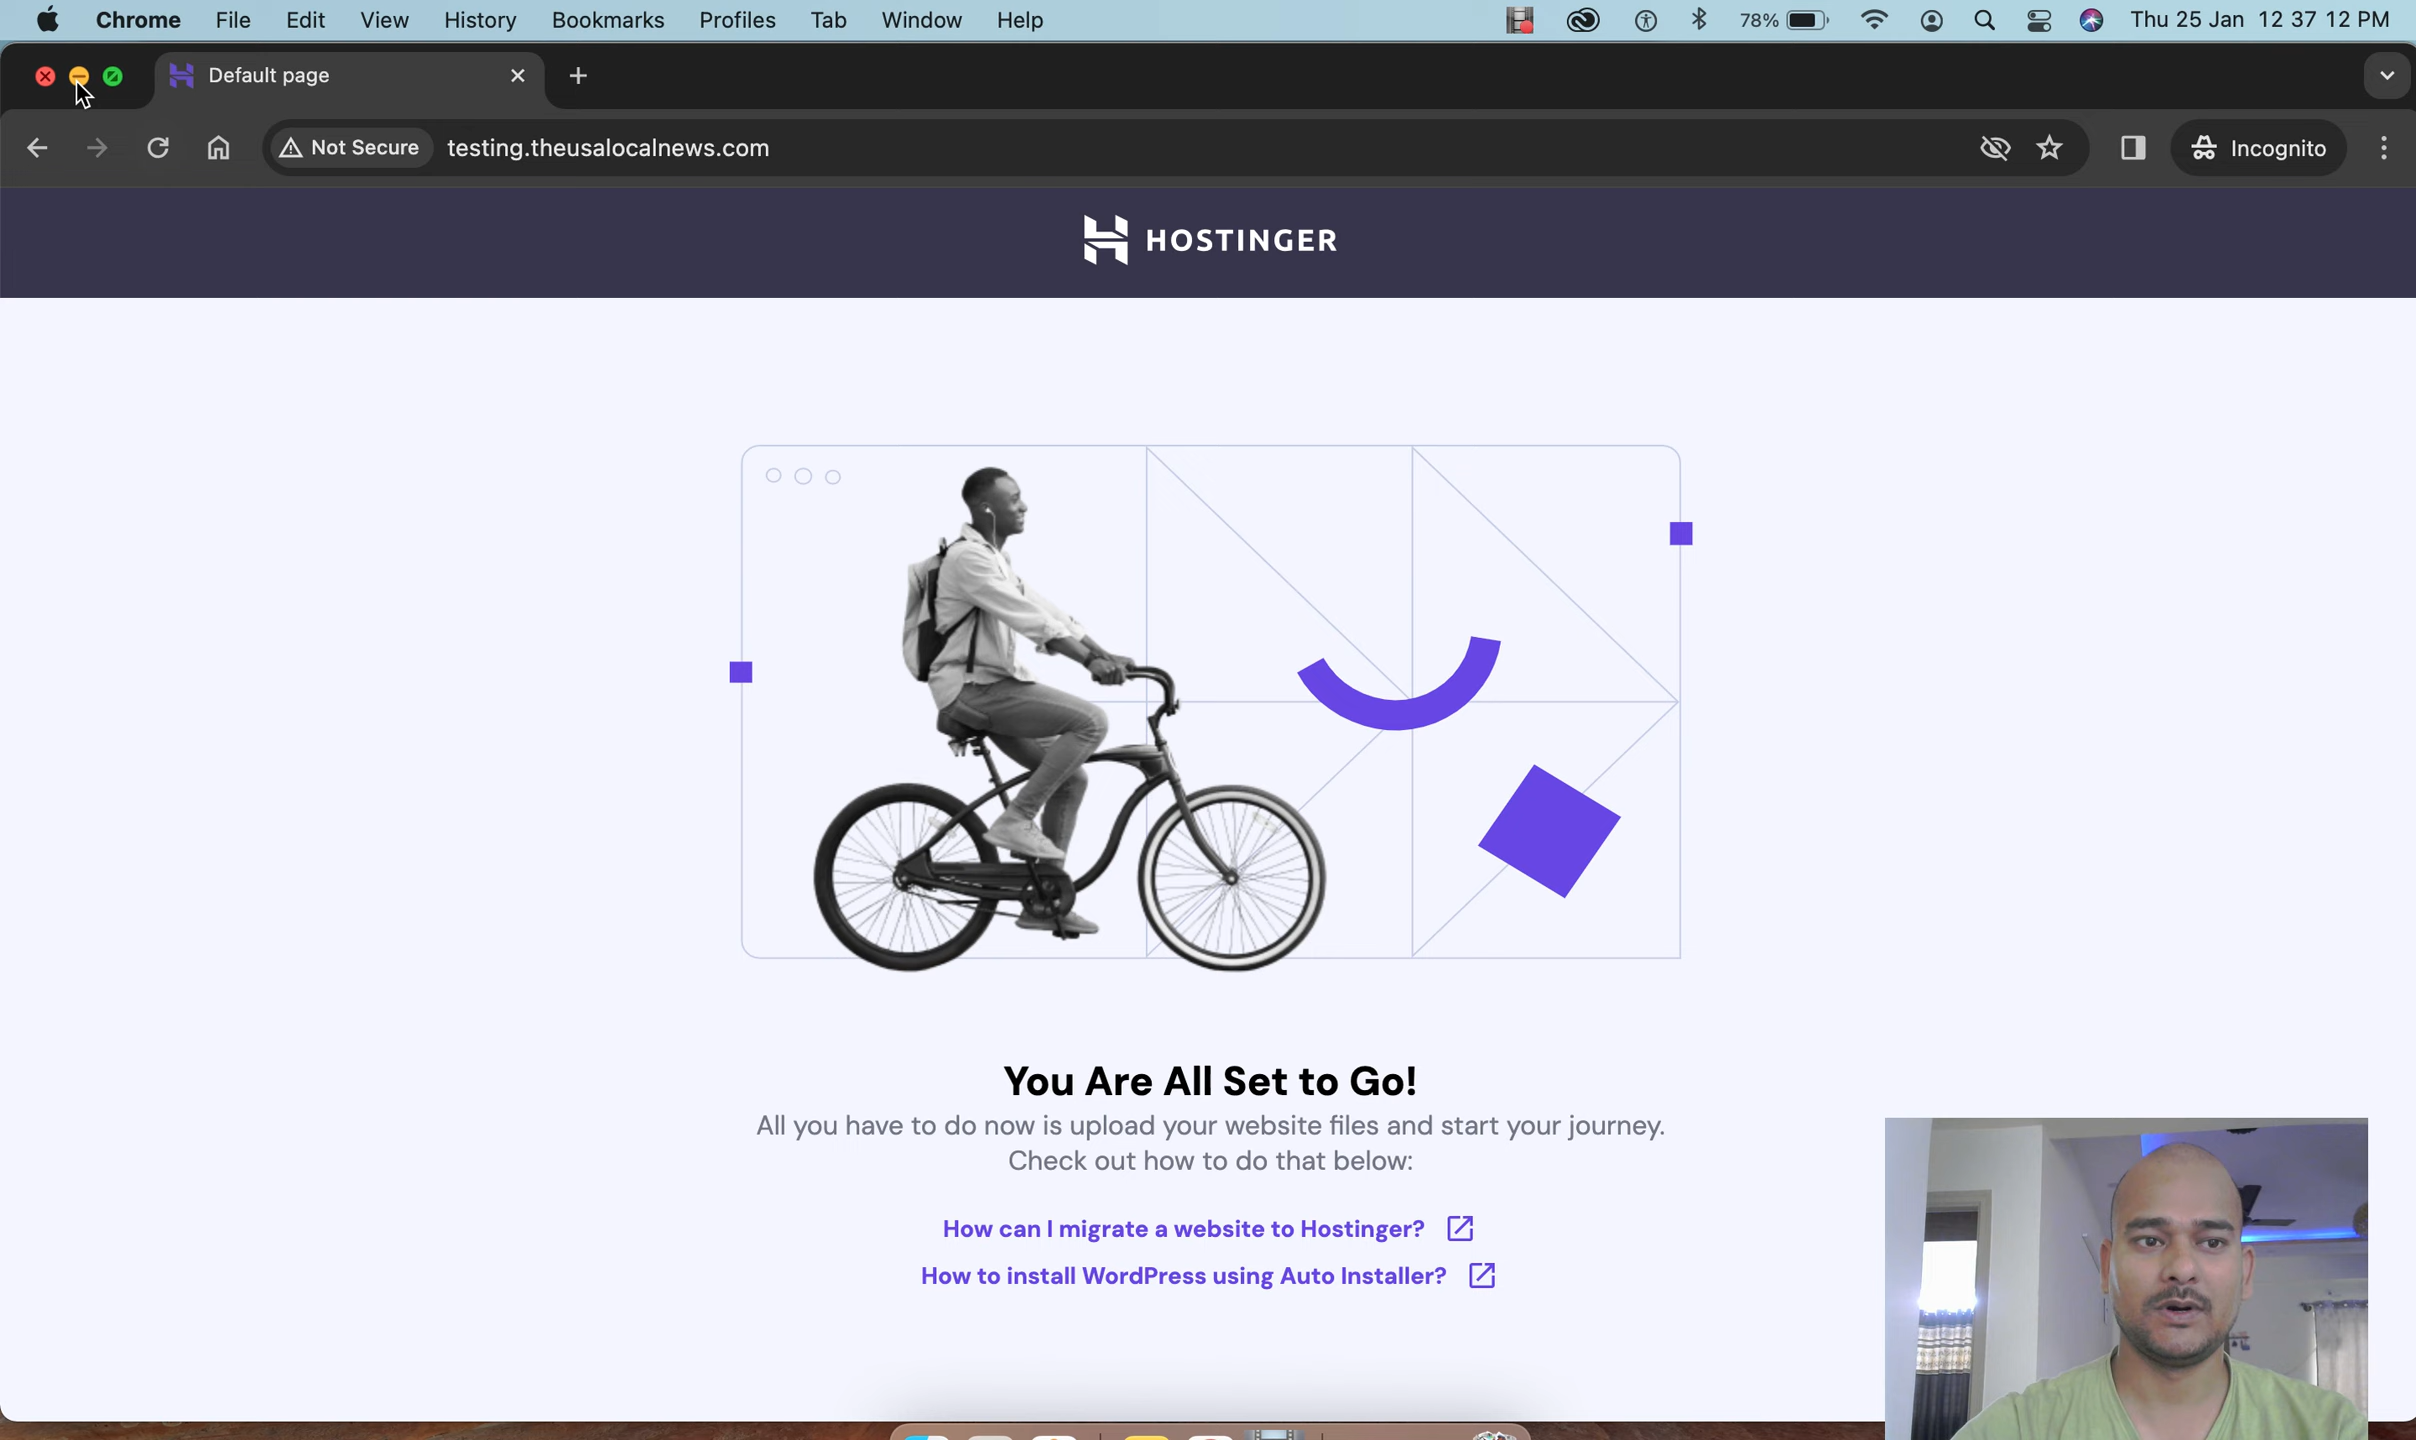 Chrome File Edit View History Bookmarks Profiles Tab Window Help 78% Thu 25 Jan 12 37 12 PM
Default page
Not Secure testing.theusalocalnews.com Incognito
HOSTINGER
You Are All Set to Go!
All you have to do now is upload your website files and start your journey.
Check out how to do that below:
How can I migrate a website to Hostinger?
How to install WordPress using Auto Installer?